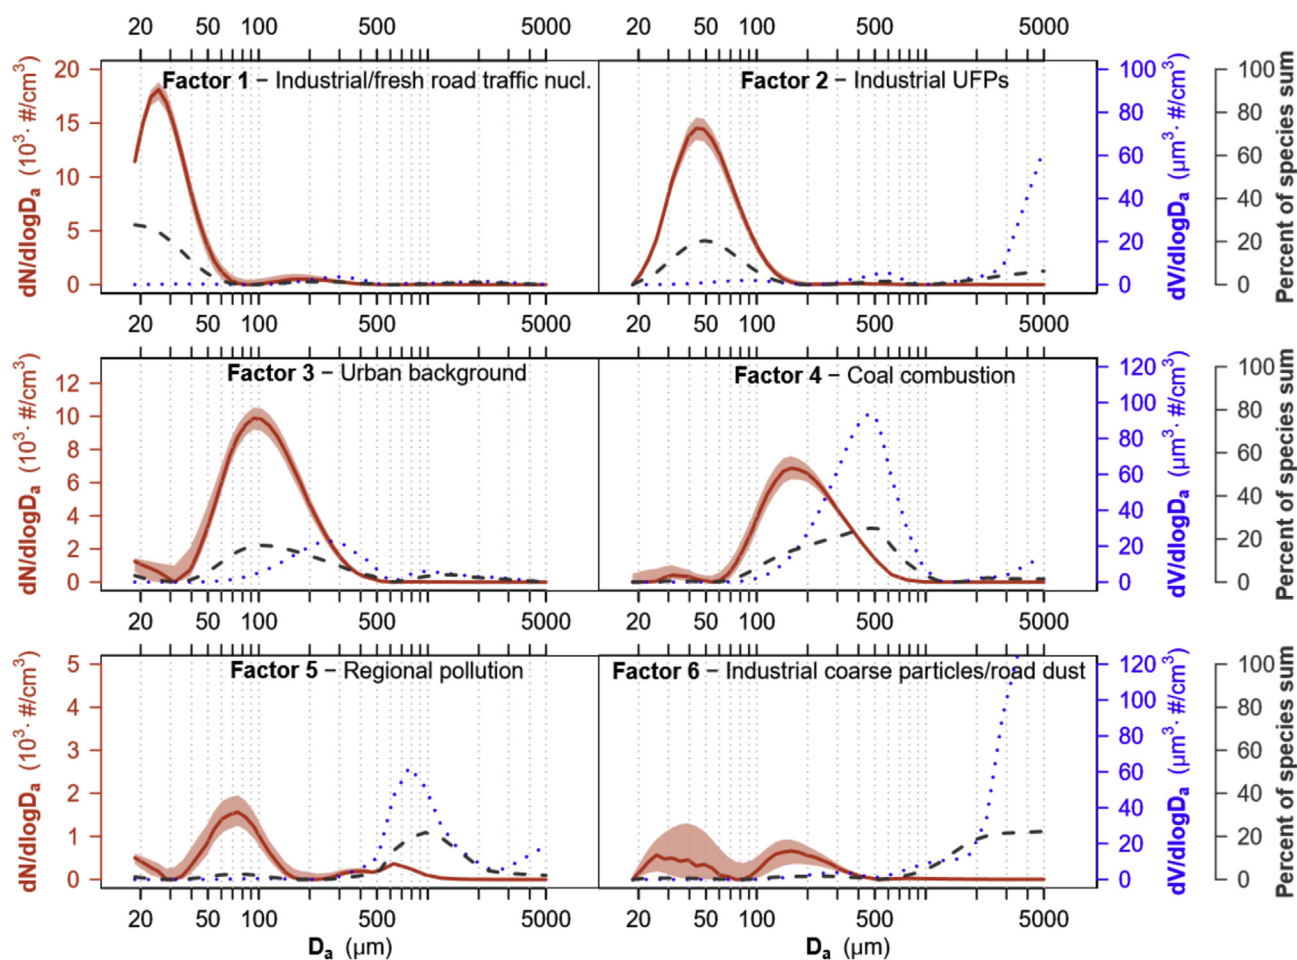 20 50 100 500 5000 20 50 100 500 5000
Factor 1 – Industrial/fresh road traffic nucl.
Factor 2 – Industrial UFPs
dN/dlogDa (10³· #/cm³)
20
15
10
5
0
100
80
60
40
20
0
dV/dlogDa (µm³· #/cm³)
100
80
60
40
20
0
Percent of species sum
20 50 100 500 5000 20 50 100 500 5000
Factor 3 – Urban background
Factor 4 – Coal combustion
dN/dlogDa (10³· #/cm³)
12
10
8
6
4
2
0
120
100
80
60
40
20
0
dV/dlogDa (µm³· #/cm³)
100
80
60
40
20
0
Percent of species sum
20 50 100 500 5000 20 50 100 500 5000
Factor 5 – Regional pollution
Factor 6 – Industrial coarse particles/road dust
dN/dlogDa (10³· #/cm³)
5
4
3
2
1
0
120
100
80
60
40
20
0
dV/dlogDa (µm³· #/cm³)
100
80
60
40
20
0
Percent of species sum
20 50 100 500 5000 20 50 100 500 5000
Da (µm) Da (µm)